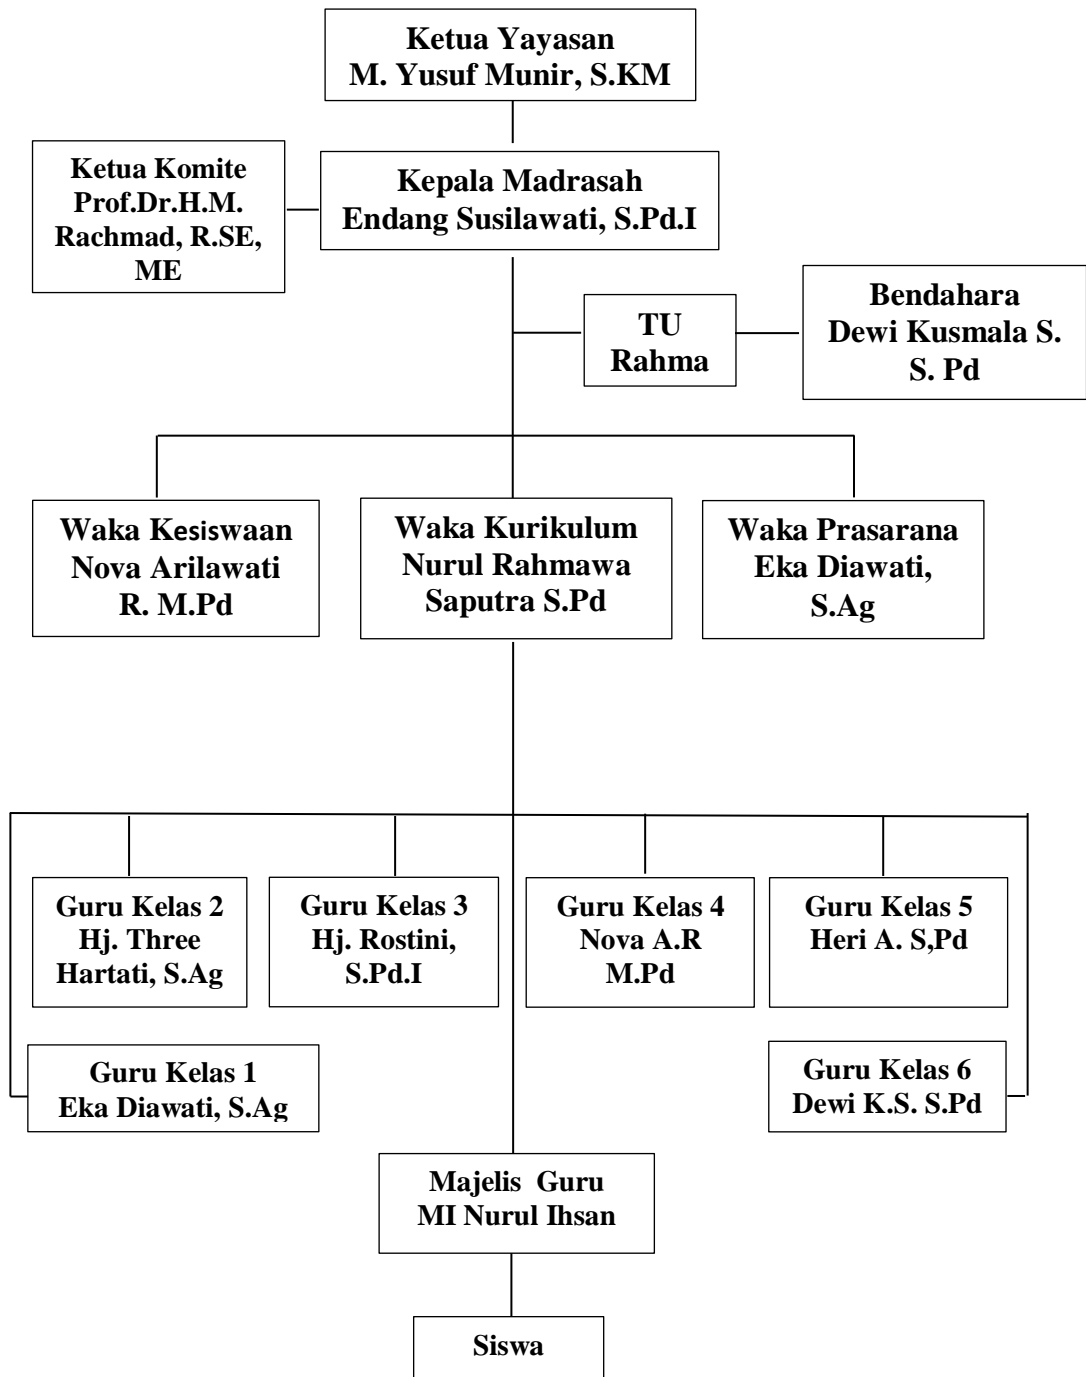 Ketua Yayasan
M. Yusuf Munir, S.KM
Ketua Komite
Prof.Dr.H.M.
Rachmad, R.SE,
ME
Kepala Madrasah
Endang Susilawati, S.Pd.I
TU
Rahma
Bendahara
Dewi Kusmala S.
S. Pd
Waka Kesiswaan
Nova Arilawati
R. M.Pd
Waka Kurikulum
Nurul Rahmawa
Saputra S.Pd
Waka Prasarana
Eka Diawati,
S.Ag
Guru Kelas 2
Hj. Three
Hartati, S.Ag
Guru Kelas 3
Hj. Rostini,
S.Pd.I
Guru Kelas 4
Nova A.R
M.Pd
Guru Kelas 5
Heri A. S,Pd
Guru Kelas 1
Eka Diawati, S.Ag
Guru Kelas 6
Dewi K.S. S.Pd
Majelis  Guru
MI Nurul Ihsan
Siswa